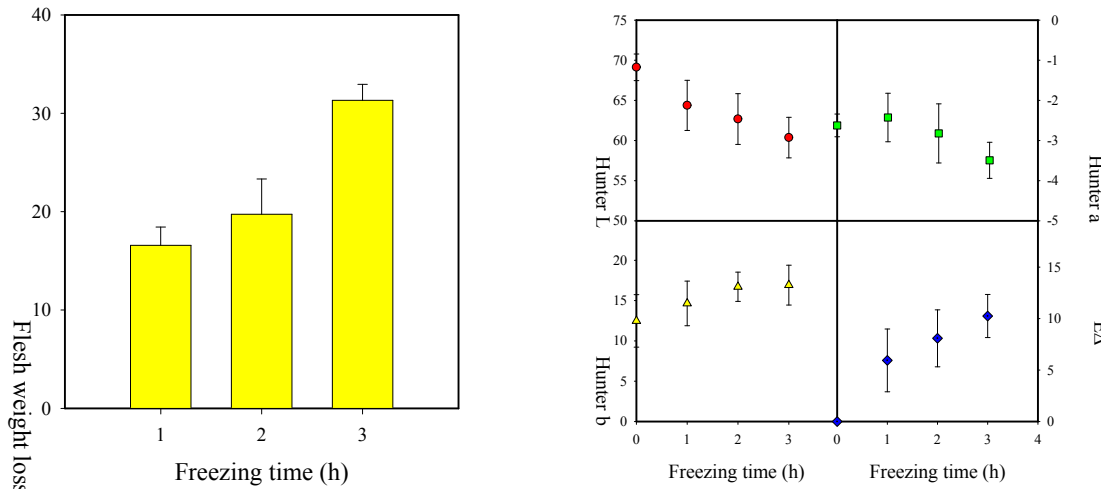 40
30
20
10
0
Flesh weight loss
1 2 3
Freezing time (h)
75
70
65
60
55
50
Hunter L
0
-1
-2
-3
-4
-5
Hunter a
20
15
10
5
0
Hunter b
15
10
5
0
EΔ
0 1 2 3 0 1 2 3 4
Freezing time (h) Freezing time (h)